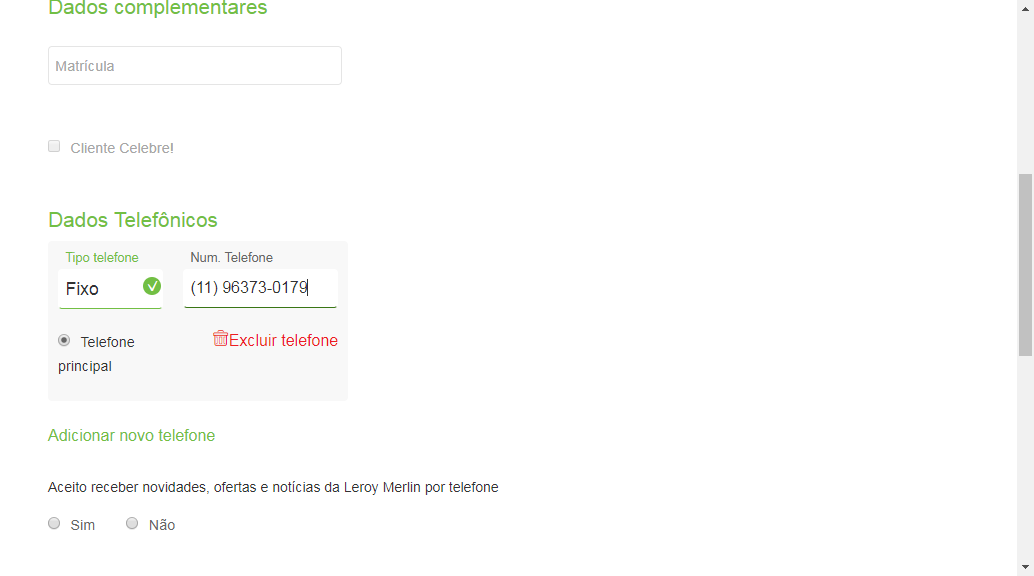 Dados complementares
Matrícula
Cliente Celebre!
Dados Telefônicos
Tipo telefone Num. Telefone
Fixo (11) 96373-0179
Telefone principal Excluir telefone
Adicionar novo telefone
Aceito receber novidades, ofertas e notícias da Leroy Merlin por telefone
Sim Não